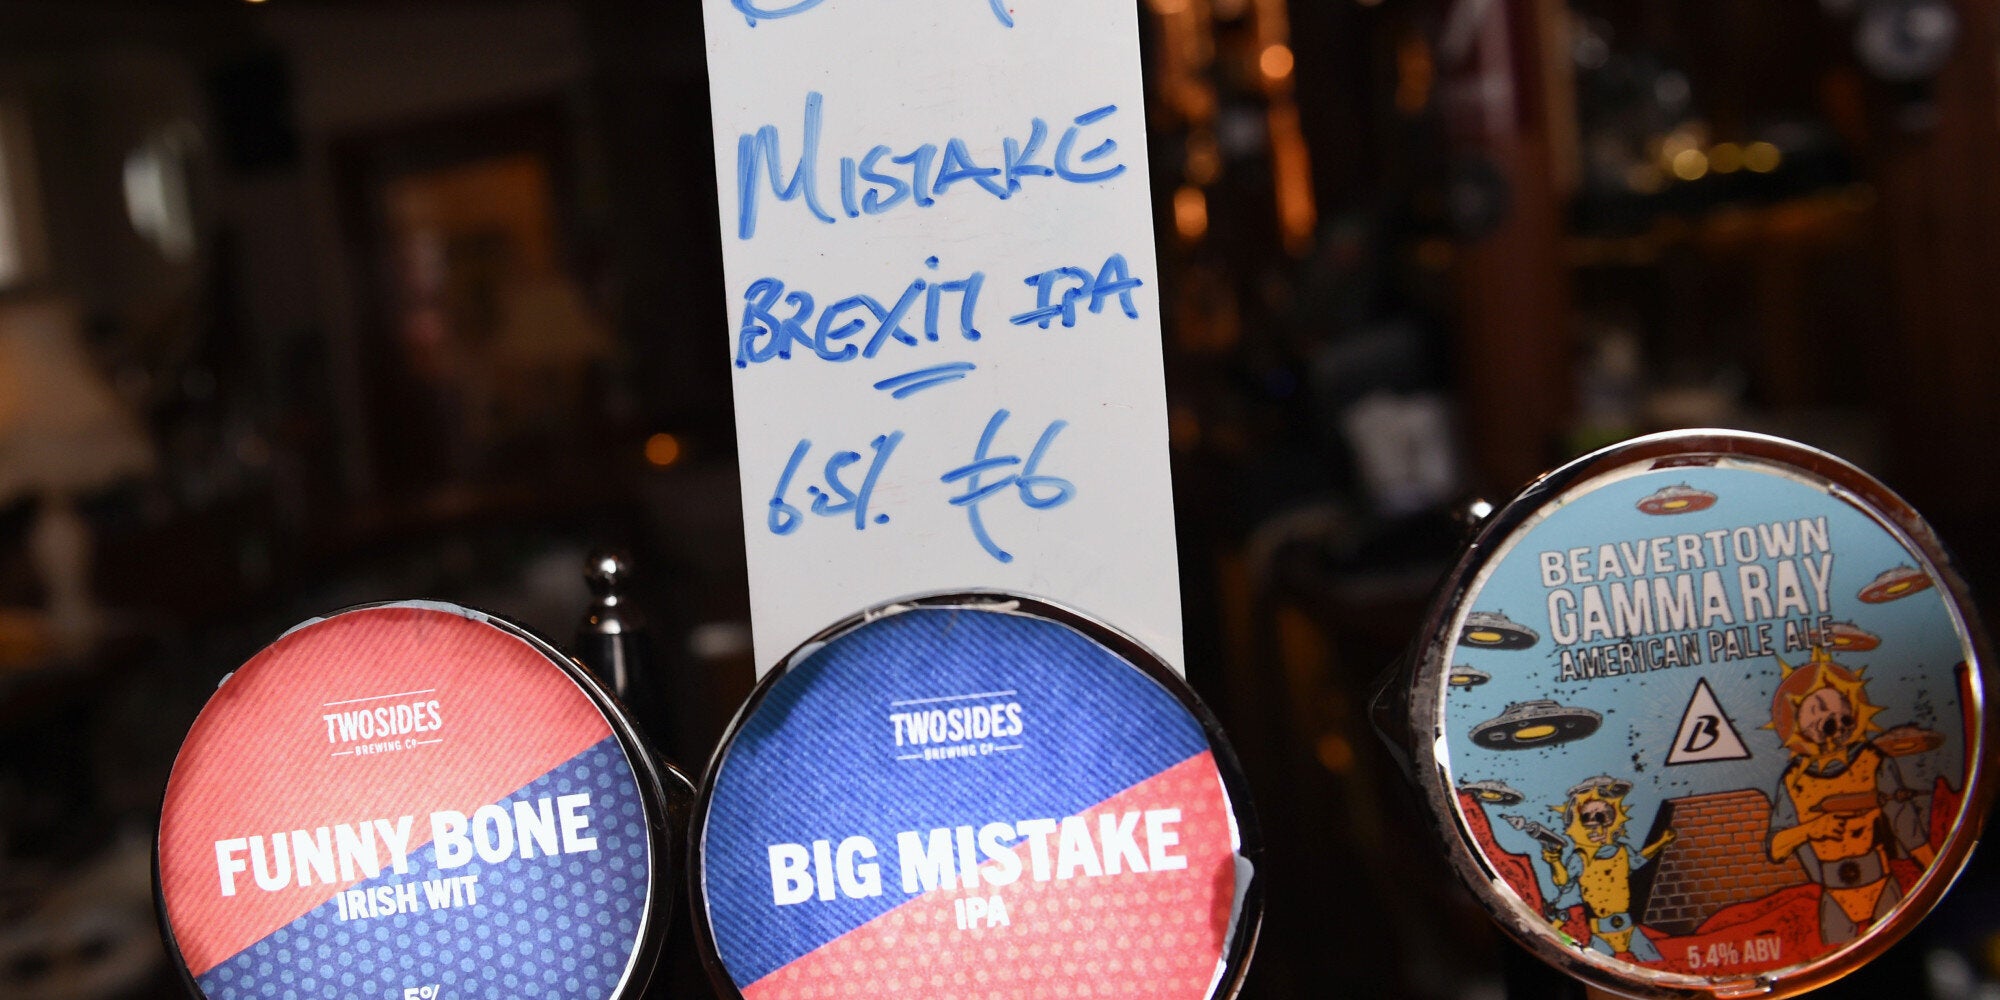 MISTAKE
BREXIT IPA
6.5% £6
TWOSIDES
BREWING CO
FUNNY BONE
IRISH WIT
5%
TWOSIDES
BREWING CO
BIG MISTAKE
IPA
BEAVERTOWN
GAMMA RAY
AMERICAN PALE ALE
B
5.4% ABV